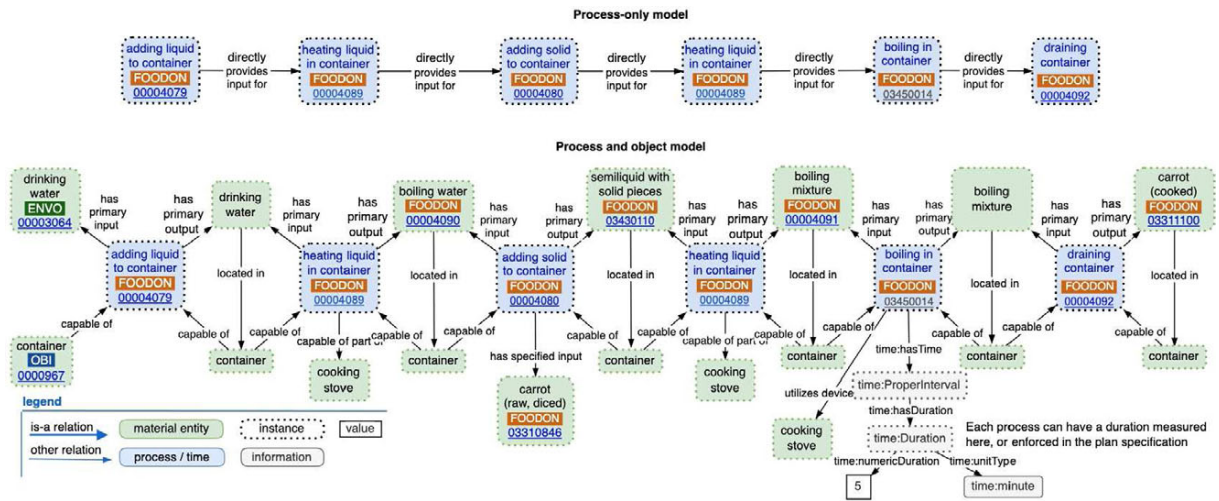 Process-only model
adding liquid
to container
FOODON
00004079
directly
provides
input for
heating liquid
in container
FOODON
00004089
directly
provides
input for
adding solid
to container
FOODON
00004080
directly
provides
input for
heating liquid
in container
FOODON
00004089
directly
provides
input for
boiling in
container
FOODON
03450014
directly
provides
input for
draining
container
FOODON
00004092
Process and object model
drinking
water
ENVO
00003064
has
primary
input
has
primary
output
drinking
water
has
primary
input
has
primary
output
boiling water
FOODON
00004090
has
primary
input
has
primary
output
semiliquid with
solid pieces
FOODON
03430110
has
primary
input
has
primary
output
boiling
mixture
FOODON
00004091
has
primary
input
has
primary
output
boiling
mixture
has
primary
input
has
primary
output
carrot
(cooked)
FOODON
03311100
adding liquid
to container
FOODON
00004079
located in
heating liquid
in container
FOODON
00004089
located in
adding solid
to container
FOODON
00004080
located in
heating liquid
in container
FOODON
00004089
located in
boiling in
container
FOODON
03450014
located in
draining
container
FOODON
00004092
located in
capable of
capable of
capable of
capable of part of
capable of
capable of
has specified input
capable of
capable of
capable of part of
capable of
capable of
capable of
capable of
capable of
container
OBI
0000967
container
cooking
stove
container
carrot
(raw, diced)
FOODON
03310846
container
cooking
stove
container
utilizes device
cooking
stove
time:hasTime
time:ProperInterval
time:hasDuration
time:Duration
time:numericDuration
time:unitType
5
time:minute
container
container
Each process can have a duration measured
here, or enforced in the plan specification
legend
is-a relation
material entity
instance
value
other relation
process / time
information